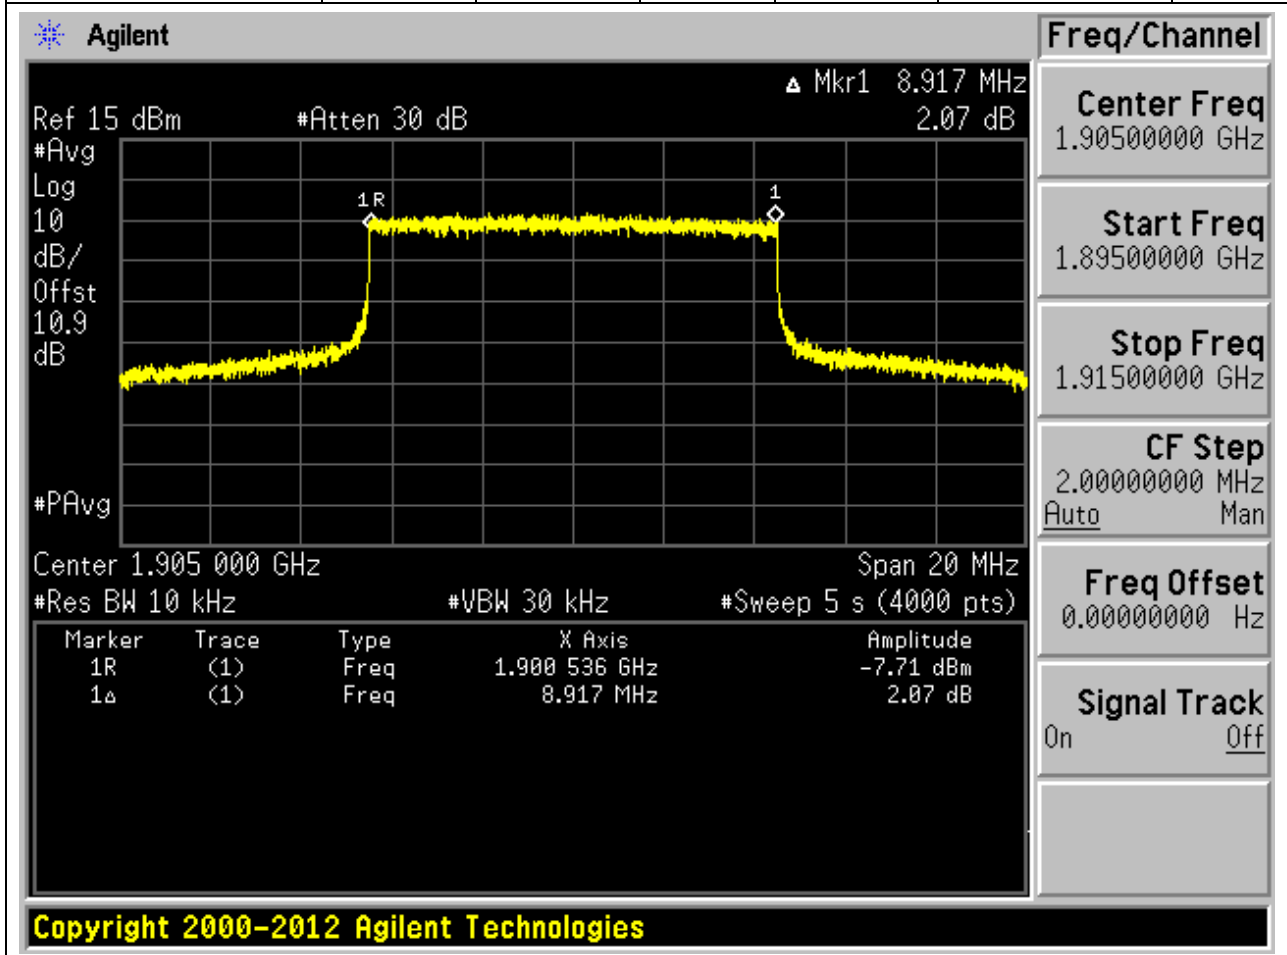 Agilent
Freq/Channel
Δ Mkr1 8.917 MHz
Ref 15 dBm #Atten 30 dB 2.07 dB
#Avg
Log
10
dB/
Offst
10.9
dB
#PAvg
1R
1
Center 1.905 000 GHz Span 20 MHz
#Res BW 10 kHz #VBW 30 kHz #Sweep 5 s (4000 pts)
Marker Trace Type X Axis Amplitude
1R (1) Freq 1.900 536 GHz -7.71 dBm
1Δ (1) Freq 8.917 MHz 2.07 dB
Center Freq
1.90500000 GHz
Start Freq
1.89500000 GHz
Stop Freq
1.91500000 GHz
CF Step
2.00000000 MHz
Auto Man
Freq Offset
0.00000000 Hz
Signal Track
On Off
Copyright 2000-2012 Agilent Technologies